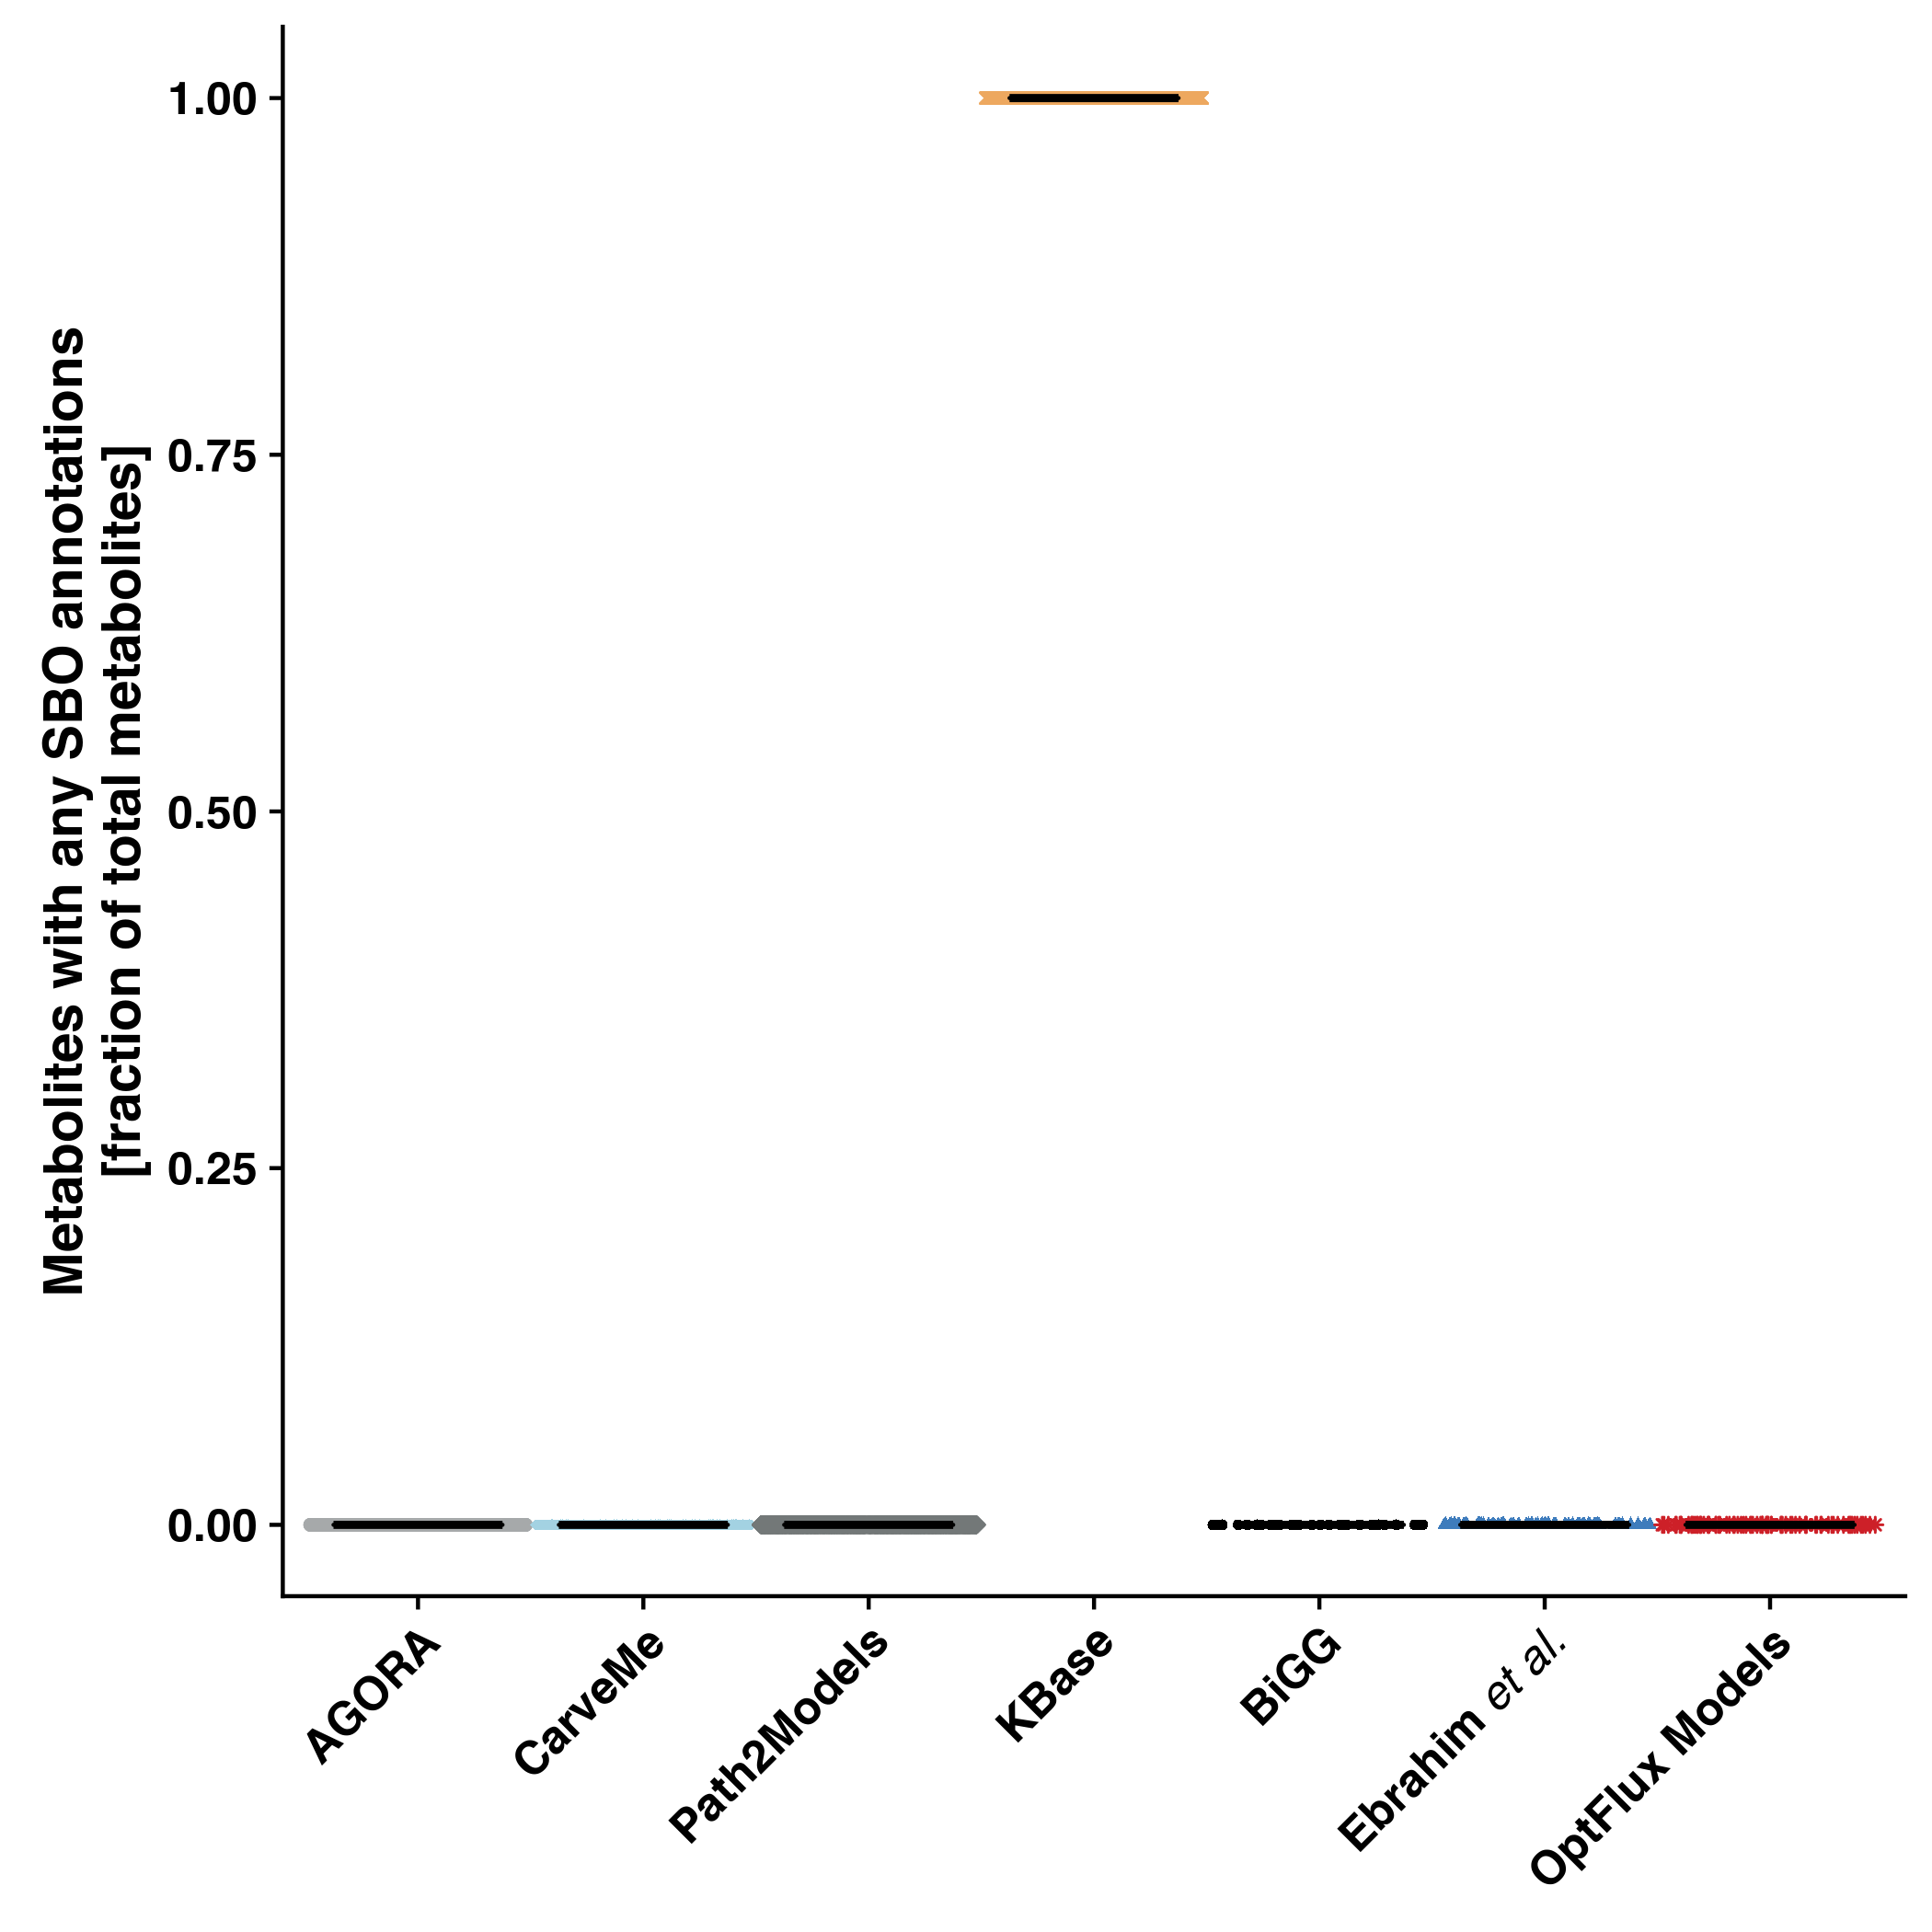 Metabolites with any SBO annotations
[fraction of total metabolites]
1.00
0.75
0.50
0.25
0.00
AGORA
CarveMe
Path2Models
KBase
BiGG
Ebrahim et al.
OptFlux Models